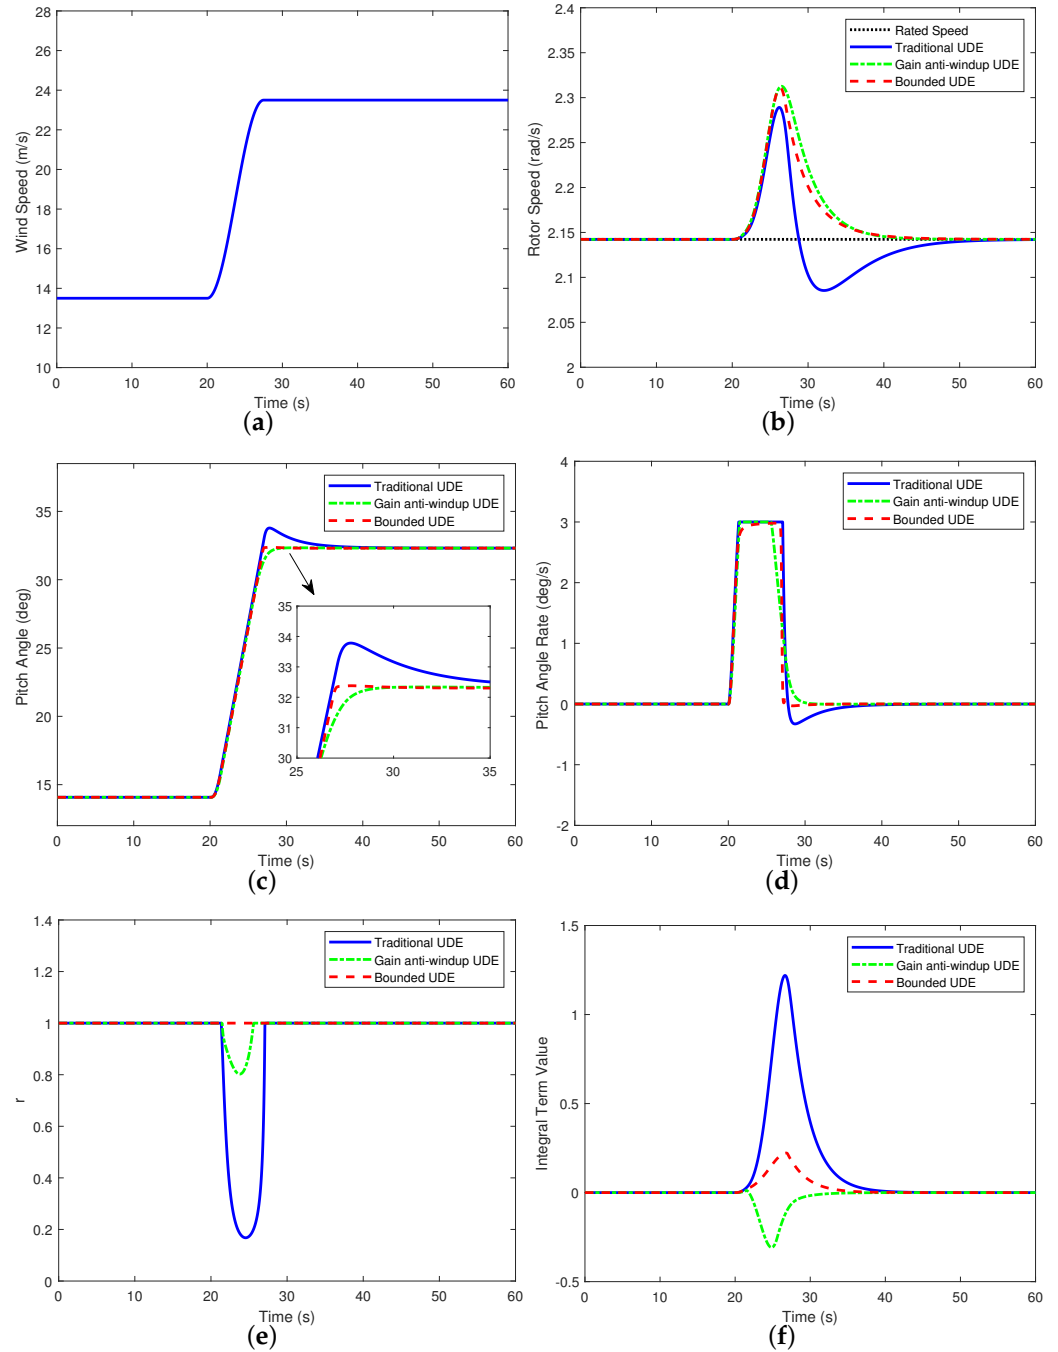 28
26
24
22
20
18
16
14
12
10
Wind Speed (m/s)
0 10 20 30 40 50 60
Time (s)
(a)
2.4
2.35
2.3
2.25
2.2
2.15
2.1
2.05
2
Rotor Speed (rad/s)
Rated Speed
Traditional UDE
Gain anti-windup UDE
Bounded UDE
0 10 20 30 40 50 60
Time (s)
(b)
35
30
25
20
15
Pitch Angle (deg)
Traditional UDE
Gain anti-windup UDE
Bounded UDE
35
34
33
32
31
30
25 30 35
0 10 20 30 40 50 60
Time (s)
(c)
4
3
2
1
0
-1
-2
Pitch Angle Rate (deg/s)
Traditional UDE
Gain anti-windup UDE
Bounded UDE
0 10 20 30 40 50 60
Time (s)
(d)
1.4
1.2
1
0.8
0.6
0.4
0.2
0
r
Traditional UDE
Gain anti-windup UDE
Bounded UDE
0 10 20 30 40 50 60
Time (s)
(e)
1.5
1
0.5
0
-0.5
Integral Term Value
Traditional UDE
Gain anti-windup UDE
Bounded UDE
0 10 20 30 40 50 60
Time (s)
(f)